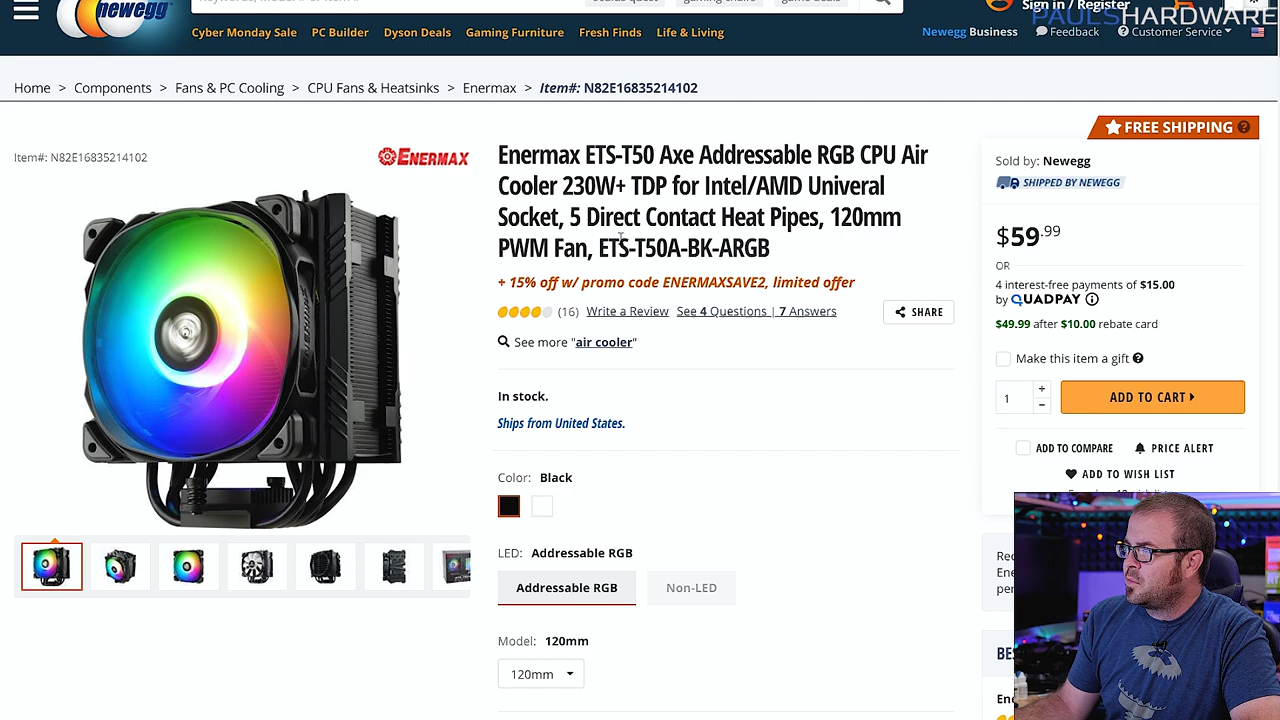 newegg
Sign in / Register
PAULSHARDWARE
Cyber Monday Sale
PC Builder
Dyson Deals
Gaming Furniture
Fresh Finds
Life & Living
Newegg Business
Feedback
Customer Service
Home > Components > Fans & PC Cooling > CPU Fans & Heatsinks > Enermax > Item#: N82E16835214102
Item#: N82E16835214102
ENERMAX
Enermax ETS-T50 Axe Addressable RGB CPU Air
Cooler 230W+ TDP for Intel/AMD Univeral
Socket, 5 Direct Contact Heat Pipes, 120mm
PWM Fan, ETS-T50A-BK-ARGB
+ 15% off w/ promo code ENERMAXSAVE2, limited offer
(16) Write a Review See 4 Questions | 7 Answers
SHARE
See more "air cooler"
In stock.
Ships from United States.
Color: Black
LED: Addressable RGB
Addressable RGB
Non-LED
Model: 120mm
120mm
FREE SHIPPING
Sold by: Newegg
SHIPPED BY NEWEGG
$59.99
OR
4 interest-free payments of $15.00
by QUADPAY
$49.99 after $10.00 rebate card
Make this item a gift
1 + -
ADD TO CART
ADD TO COMPARE
PRICE ALERT
ADD TO WISH LIST